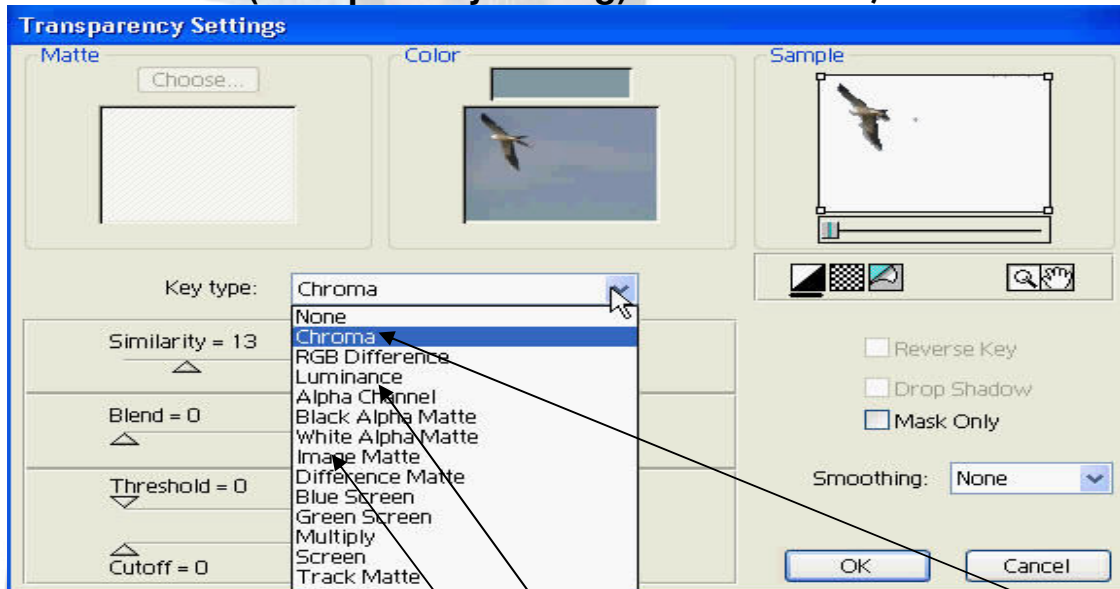 Transparency Settings
Matte
Choose...
Color
Sample
Key type:
Chroma
None
Chroma
RGB Difference
Luminance
Alpha Channel
Black Alpha Matte
White Alpha Matte
Image Matte
Difference Matte
Blue Screen
Green Screen
Multiply
Screen
Track Matte
Similarity = 13
Blend = 0
Threshold = 0
Cutoff = 0
Reverse Key
Drop Shadow
Mask Only
Smoothing:
None
OK
Cancel